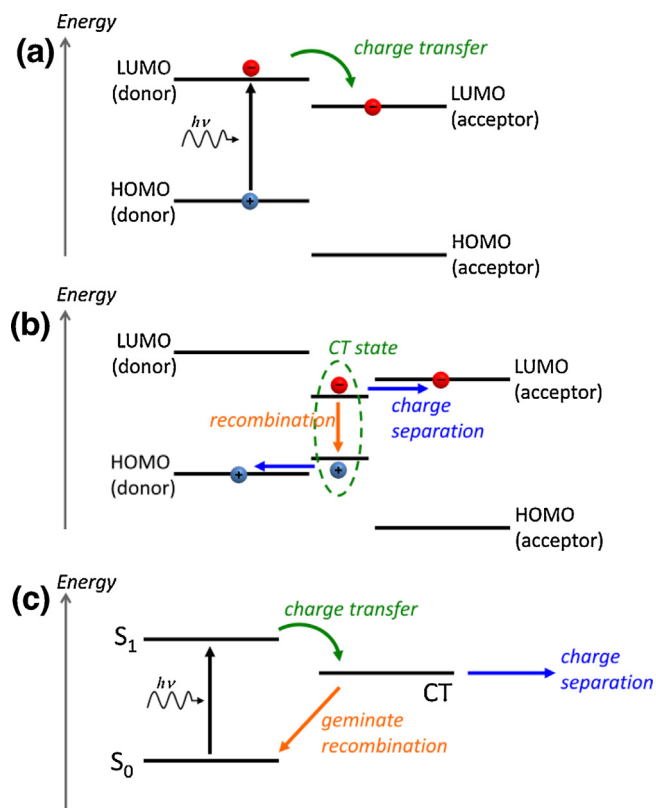 Energy
(a)
LUMO
(donor)
−
charge transfer
−
LUMO
(acceptor)
hν
HOMO
(donor)
+
HOMO
(acceptor)
Energy
(b)
LUMO
(donor)
CT state
−
−
LUMO
(acceptor)
recombination
charge
separation
HOMO
(donor)
+
+
HOMO
(acceptor)
Energy
(c)
charge transfer
S₁
hν
CT
charge
separation
geminate
recombination
S₀